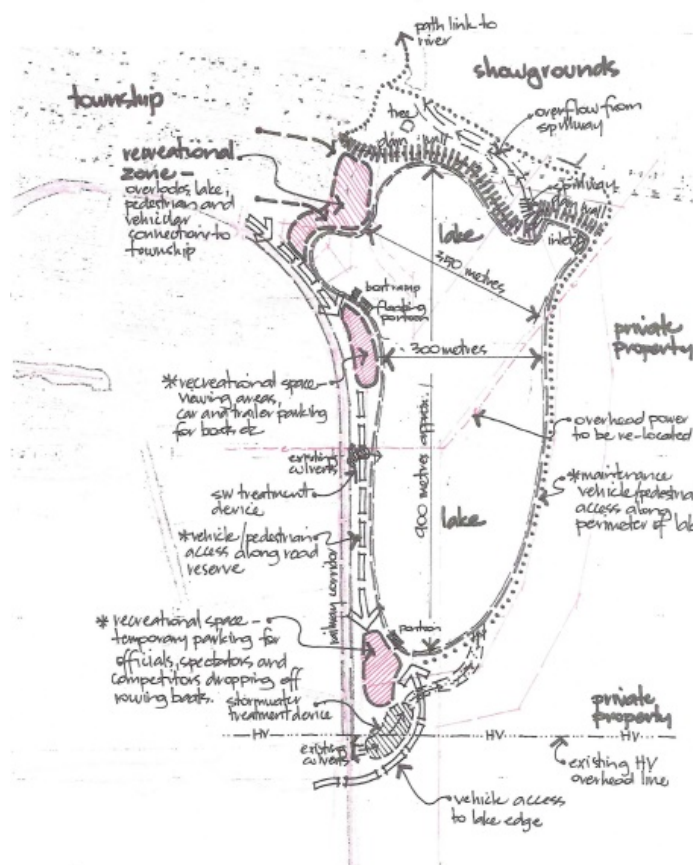 path link to
river
showgrounds
township
tree
overflow from
spillway
dam wall
recreational
zone –
overlooks lake,
pedestrian and
vehicular
connection to
township
spillway
dam wall
inlet
lake
350 metres
boat ramp
floating
pontoon
private
property
300 metres
*recreational space –
viewing areas,
car and trailer parking
for boats etc
overhead power
to be re-located
900 metres approx.
existing
culverts
SW treatment
device
lake
*maintenance
vehicle/pedestrian
access along
perimeter of lake
*vehicle/pedestrian
access along road
reserve
railway corridor
pontoon
*recreational space –
temporary parking for
officials, spectators and
competitors dropping off
rowing boats.
stormwater
treatment device
private
property
HV
HV
HV
existing
culverts
existing HV
overhead line
vehicle access
to lake edge